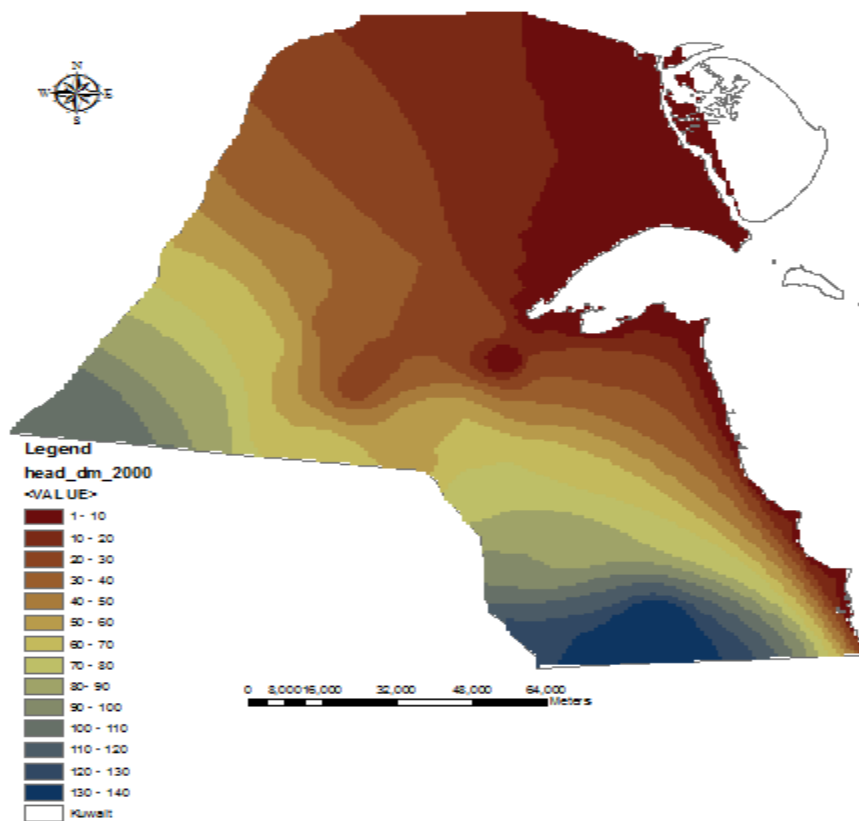 N
W E
S
Legend
head_dm_2000
<VALUE>
1 - 10
10 - 20
20 - 30
30 - 40
40 - 50
50 - 60
60 - 70
70 - 80
80- 90
90 - 100
100 - 110
110 - 120
120 - 130
130 - 140
Kuwait
0 8,00016,000 32,000 48,000 64,000
Meters